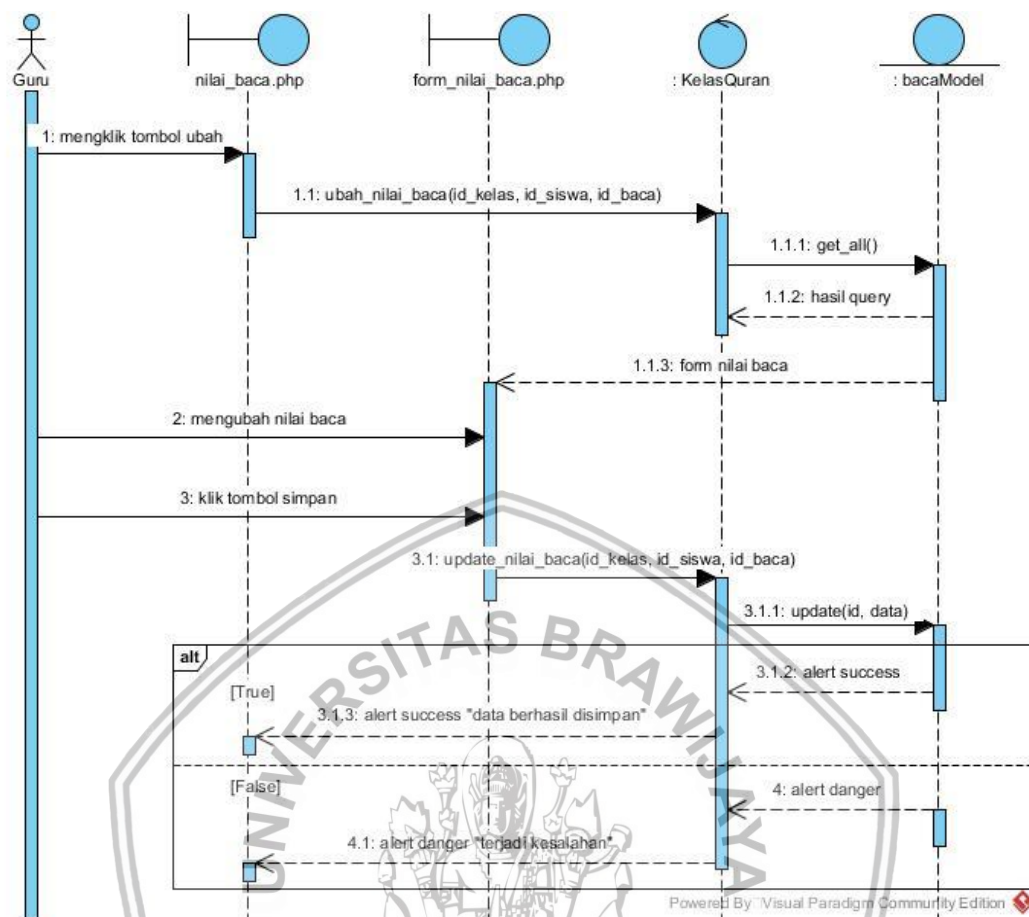 Guru
nilai_baca.php
form_nilai_baca.php
: KelasQuran
: bacaModel
1: mengklik tombol ubah
1.1: ubah_nilai_baca(id_kelas, id_siswa, id_baca)
1.1.1: get_all()
1.1.2: hasil query
1.1.3: form nilai baca
2: mengubah nilai baca
3: klik tombol simpan
3.1: update_nilai_baca(id_kelas, id_siswa, id_baca)
3.1.1: update(id, data)
alt
3.1.2: alert success
[True]
3.1.3: alert success "data berhasil disimpan"
[False]
4: alert danger
4.1: alert danger "terjadi kesalahan"
UNIVERSITAS BRAWIJAYA
Powered By Visual Paradigm Community Edition